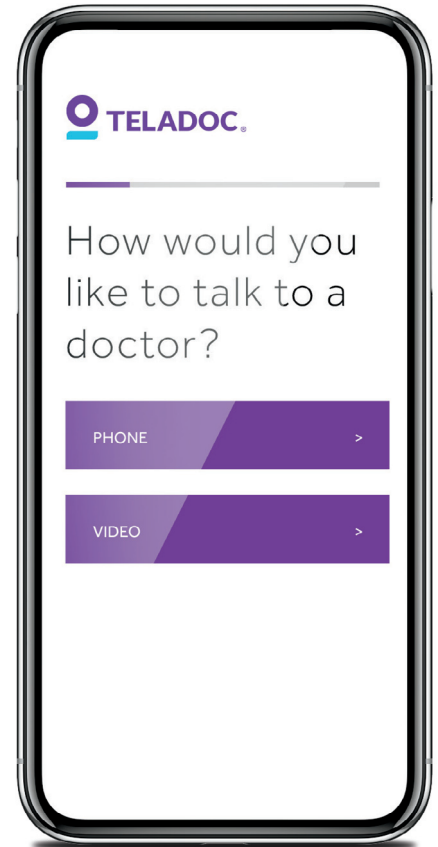 TELADOC®
How would you
like to talk to a
doctor?
PHONE >
VIDEO >